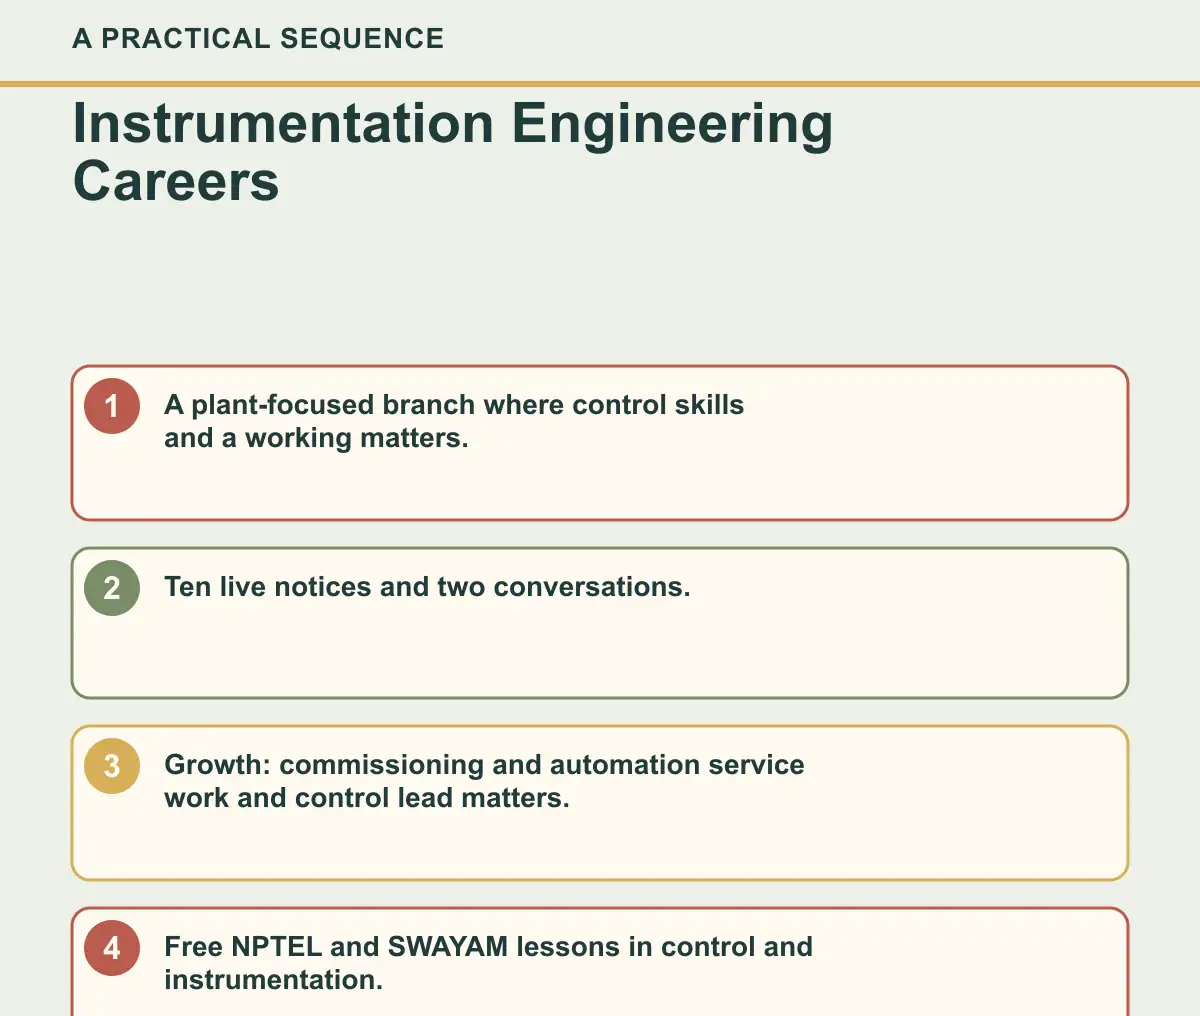 A PRACTICAL SEQUENCE
Instrumentation Engineering
Careers
1
A plant-focused branch where control skills
and a working matters.
2
Ten live notices and two conversations.
3
Growth: commissioning and automation service
work and control lead matters.
4
Free NPTEL and SWAYAM lessons in control and
instrumentation.